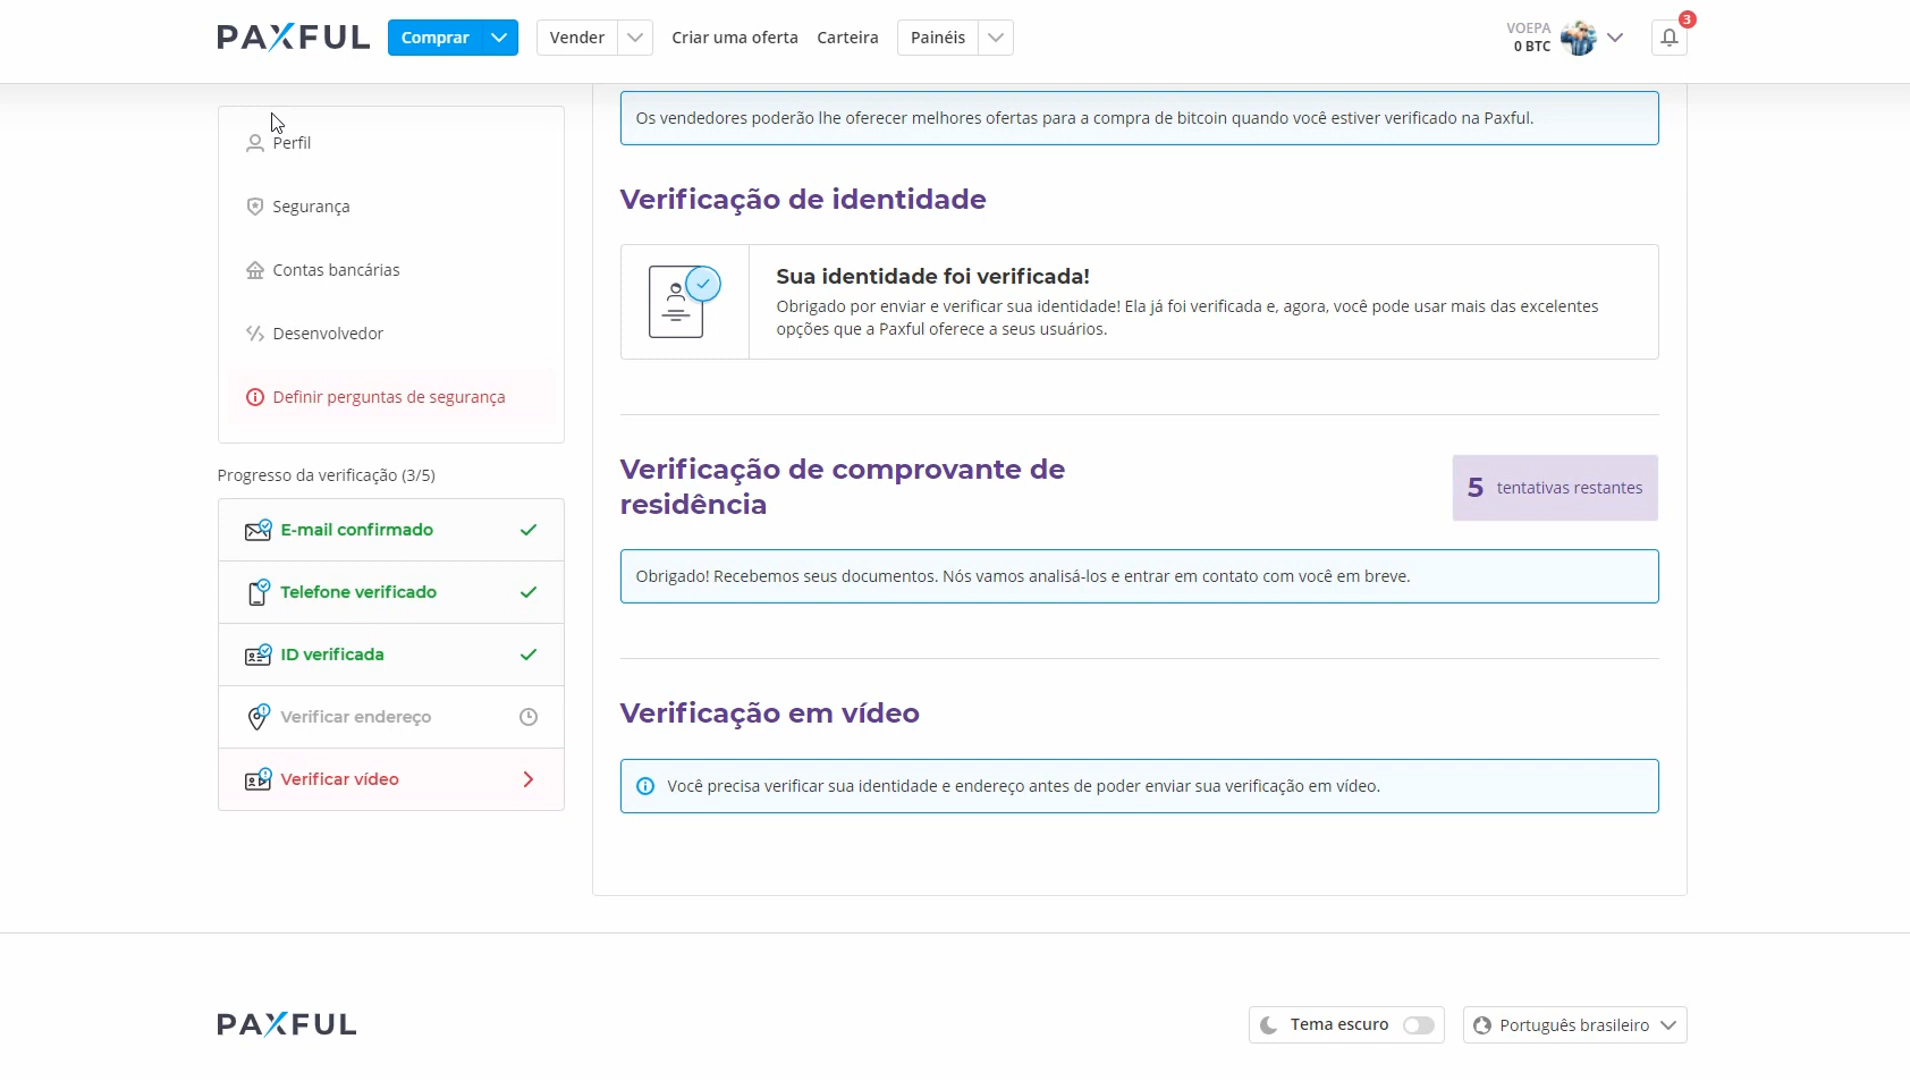 PAXFUL
Comprar
Vender
Criar uma oferta
Carteira
Painéis
VOEPA
0 BTC
3
Perfil
Segurança
Contas bancárias
Desenvolvedor
Definir perguntas de segurança
Progresso da verificação (3/5)
E-mail confirmado
Telefone verificado
ID verificada
Verificar endereço
Verificar vídeo
Os vendedores poderão lhe oferecer melhores ofertas para a compra de bitcoin quando você estiver verificado na Paxful.
Verificação de identidade
Sua identidade foi verificada!
Obrigado por enviar e verificar sua identidade! Ela já foi verificada e, agora, você pode usar mais das excelentes
opções que a Paxful oferece a seus usuários.
Verificação de comprovante de
residência
5 tentativas restantes
Obrigado! Recebemos seus documentos. Nós vamos analisá-los e entrar em contato com você em breve.
Verificação em vídeo
Você precisa verificar sua identidade e endereço antes de poder enviar sua verificação em vídeo.
PAXFUL
Tema escuro
Português brasileiro